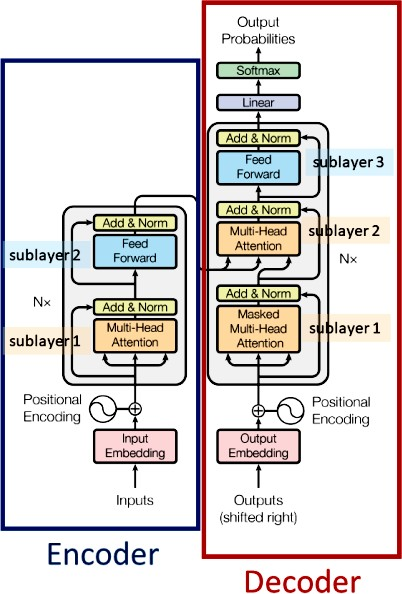 Output
Probabilities
Softmax
Linear
Add & Norm
Feed
Forward
sublayer 3
Add & Norm
Multi-Head
Attention
sublayer 2
N×
Add & Norm
Masked
Multi-Head
Attention
sublayer 1
Positional
Encoding
Output
Embedding
Outputs
(shifted right)
Decoder
Add & Norm
Feed
Forward
sublayer 2
N×
Add & Norm
Multi-Head
Attention
sublayer 1
Positional
Encoding
Input
Embedding
Inputs
Encoder